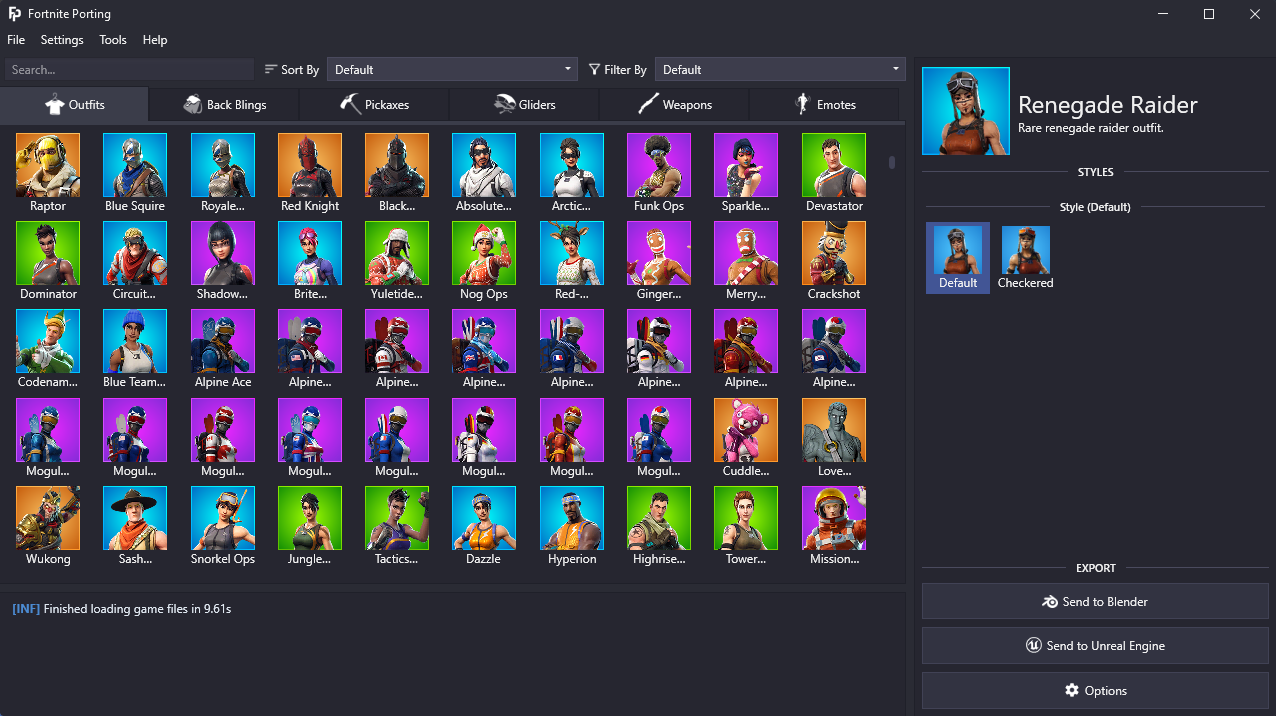 Fortnite Porting
File Settings Tools Help
Search... Sort By Default Filter By Default
Outfits Back Blings Pickaxes Gliders Weapons Emotes
Raptor Blue Squire Royale... Red Knight Black... Absolute... Arctic... Funk Ops Sparkle... Devastator
Dominator Circuit... Shadow... Brite... Yuletide... Nog Ops Red-... Ginger... Merry... Crackshot
Codenam... Blue Team... Alpine Ace Alpine... Alpine... Alpine... Alpine... Alpine... Alpine... Alpine...
Mogul... Mogul... Mogul... Mogul... Mogul... Mogul... Mogul... Mogul... Cuddle... Love...
Wukong Sash... Snorkel Ops Jungle... Tactics... Dazzle Hyperion Highrise... Tower... Mission...
[INF] Finished loading game files in 9.61s
Renegade Raider
Rare renegade raider outfit.
STYLES
Style (Default)
Default Checkered
EXPORT
Send to Blender
Send to Unreal Engine
Options